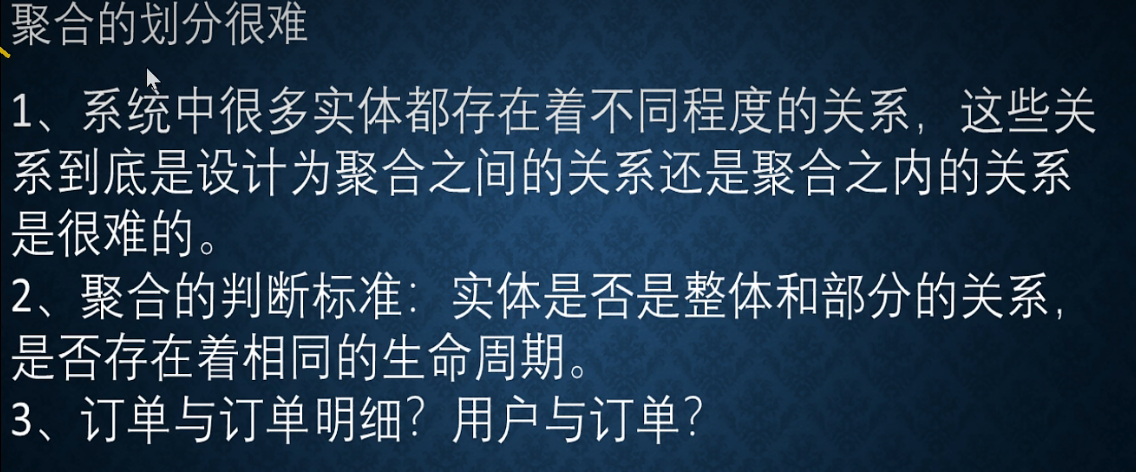 聚合的划分很难
1、系统中很多实体都存在着不同程度的关系，这些关
系到底是设计为聚合之间的关系还是聚合之内的关系
是很难的。
2、聚合的判断标准：实体是否是整体和部分的关系，
是否存在着相同的生命周期。
3、订单与订单明细？用户与订单？